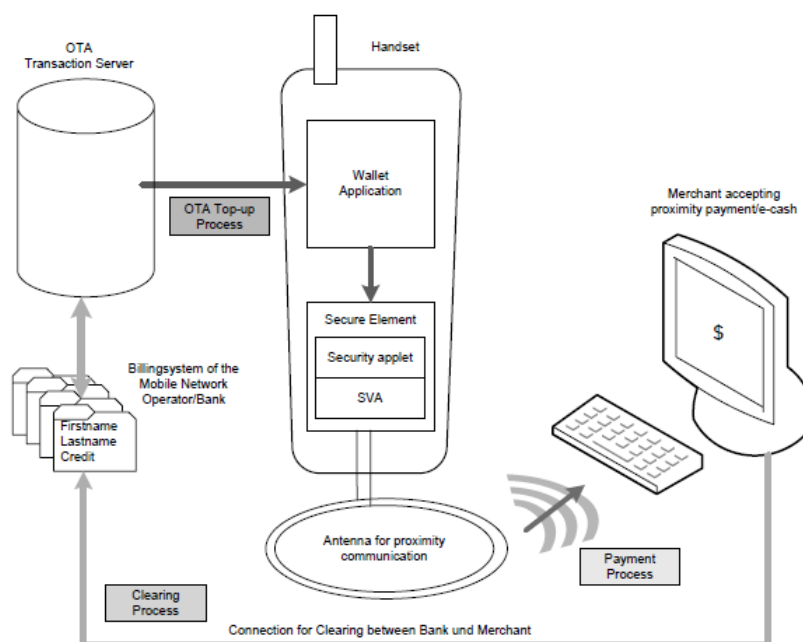 OTA
Transaction Server
Handset
Wallet
Application
OTA Top-up
Process
Merchant accepting
proximity payment/e-cash
$
Secure Element
Security applet
SVA
Billingsystem of the
Mobile Network
Operator/Bank
Firstname
Lastname
Credit
Antenna for proximity
communication
Payment
Process
Clearing
Process
Connection for Clearing between Bank und Merchant